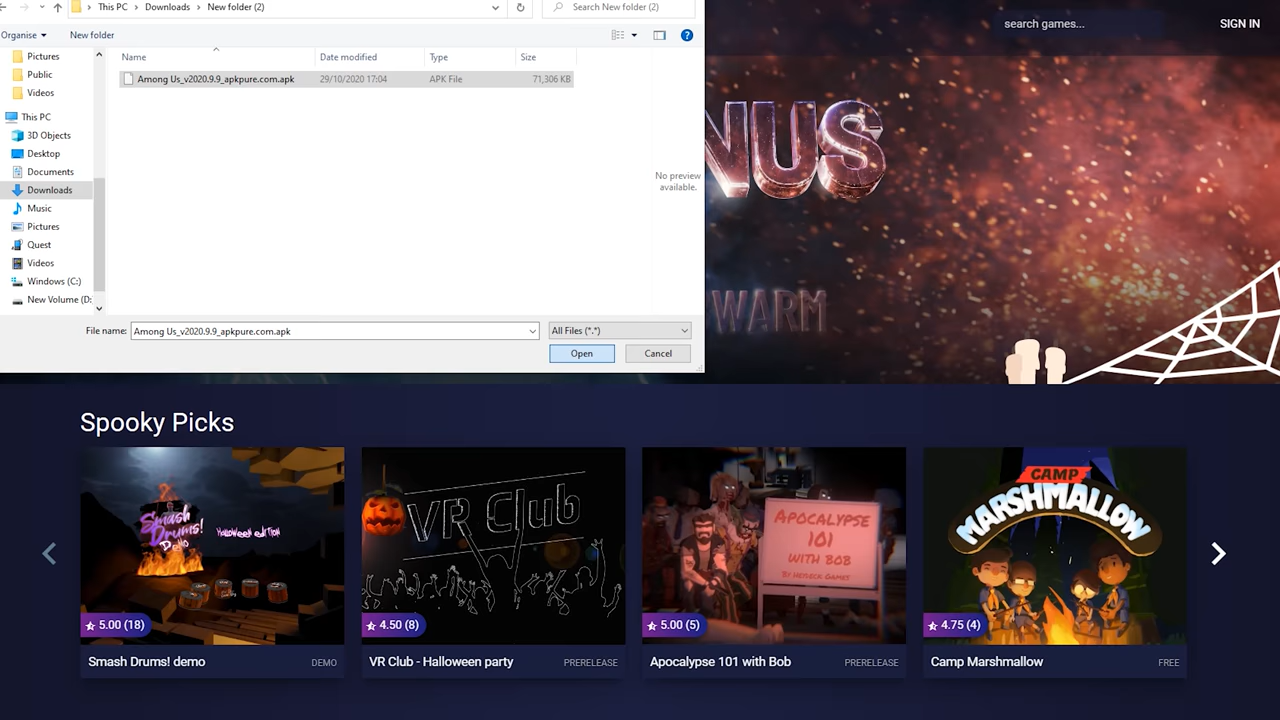 This PC > Downloads > New folder (2)
Search New folder (2)
Organise
New folder
Name
Date modified
Type
Size
Among Us_v2020.9.9_apkpure.com.apk
29/10/2020 17:04
APK File
71,306 KB
Pictures
Public
Videos
This PC
3D Objects
Desktop
Documents
Downloads
Music
Pictures
Quest
Videos
Windows (C:)
New Volume (D:
No preview
available.
File name:
Among Us_v2020.9.9_apkpure.com.apk
All Files (*.*)
Open
Cancel
search games...
SIGN IN
NUS
WARM
Spooky Picks
Smash
Drums!
Demo
Halloween edition
5.00 (18)
Smash Drums! demo
DEMO
VR Club
4.50 (8)
VR Club - Halloween party
PRERELEASE
APOCALYPSE
101
WITH BOB
BY MEDSOCK GAMES
5.00 (5)
Apocalypse 101 with Bob
PRERELEASE
CAMP
MARSHMALLOW
4.75 (4)
Camp Marshmallow
FREE